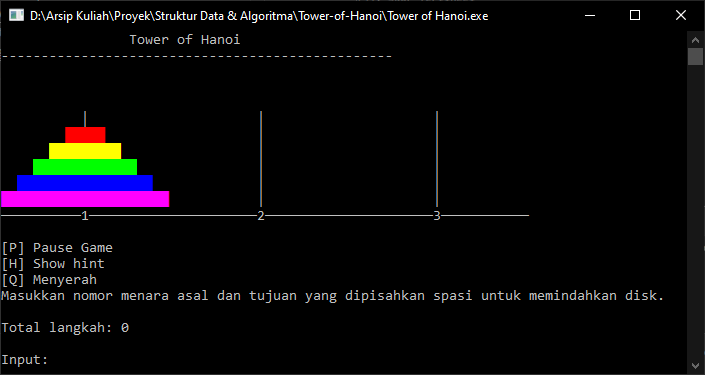 D:\Arsip Kuliah\Proyek\Struktur Data & Algoritma\Tower-of-Hanoi\Tower of Hanoi.exe
Tower of Hanoi
-------------------------------------------------
1 2 3
[P] Pause Game
[H] Show hint
[Q] Menyerah
Masukkan nomor menara asal dan tujuan yang dipisahkan spasi untuk memindahkan disk.
Total langkah: 0
Input: